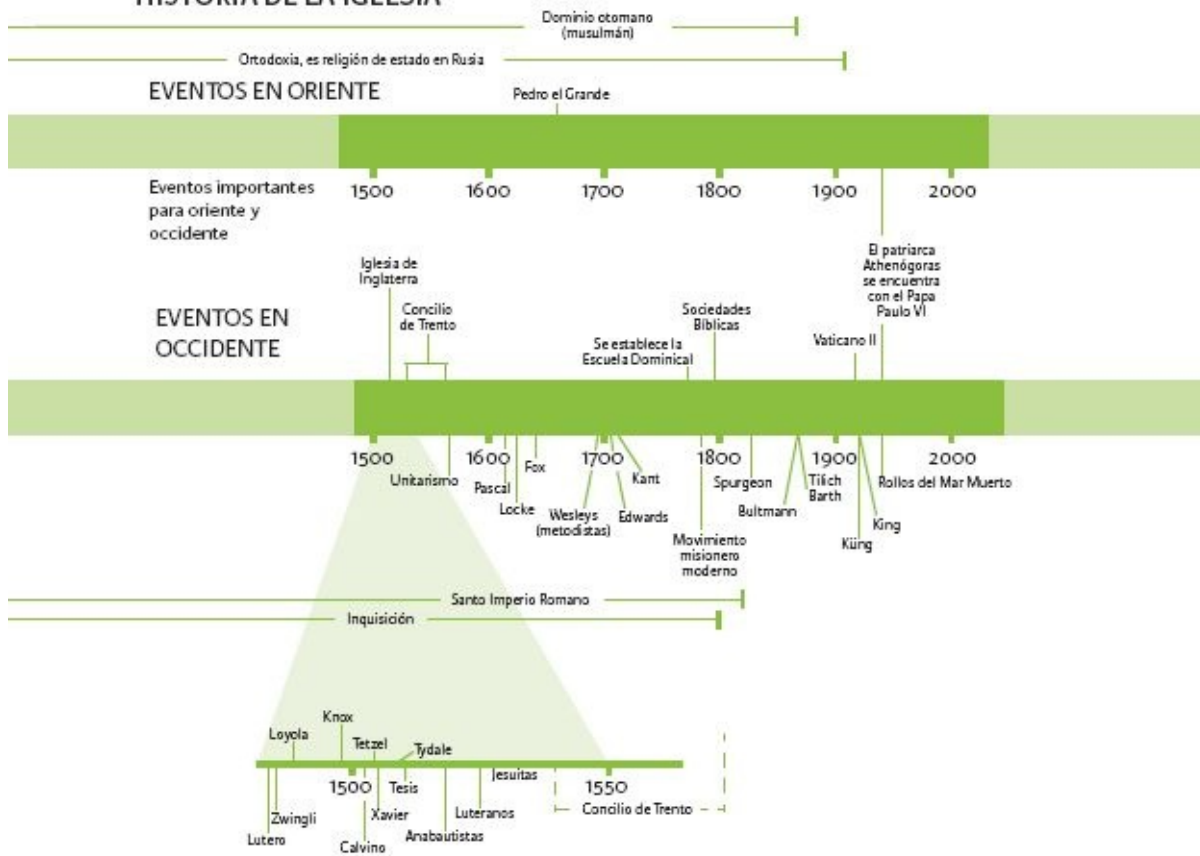 HISTORIA DE LA IGLESIA
Dominio otomano
(musulmán)
Ortodoxia, es religión de estado en Rusia
EVENTOS EN ORIENTE
Pedro el Grande
Eventos importantes
para oriente y
occidente
1500
1600
1700
1800
1900
2000
El patriarca
Athenógoras
se encuentra
con el Papa
Paulo VI
Iglesia de
Inglaterra
Concilio
de Trento
EVENTOS EN
OCCIDENTE
Se establece la
Escuela Dominical
Sociedades
Bíblicas
Vaticano II
1500
1600
1700
1800
1900
2000
Unitarismo
Pascal
Locke
Fox
Wesleys
(metodistas)
Edwards
Kant
Movimiento
misionero
moderno
Spurgeon
Bultmann
Tilich
Barth
Küng
King
Rollos del Mar Muerto
Santo Imperio Romano
Inquisición
Loyola
Knox
Tetzel
Tydale
1500
1550
Lutero
Zwingli
Calvino
Xavier
Tesis
Anabautistas
Luteranos
Jesuitas
Concilio de Trento